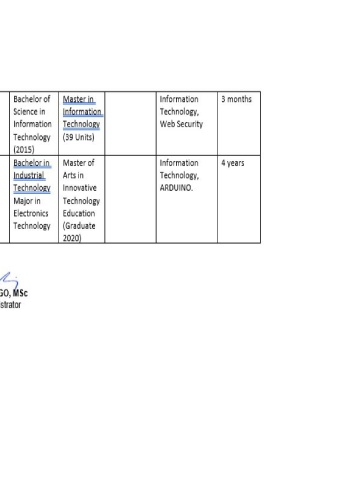 Bachelor of
Science in
Information
Technology
(2015)
Master in
Information
Technology
(39 Units)
Information
Technology,
Web Security
3 months
Bachelor in
Industrial
Technology
Major in
Electronics
Technology
Master of
Arts in
Innovative
Technology
Education
(Graduate
2020)
Information
Technology,
ARDUINO.
4 years
GO, MSc
strator